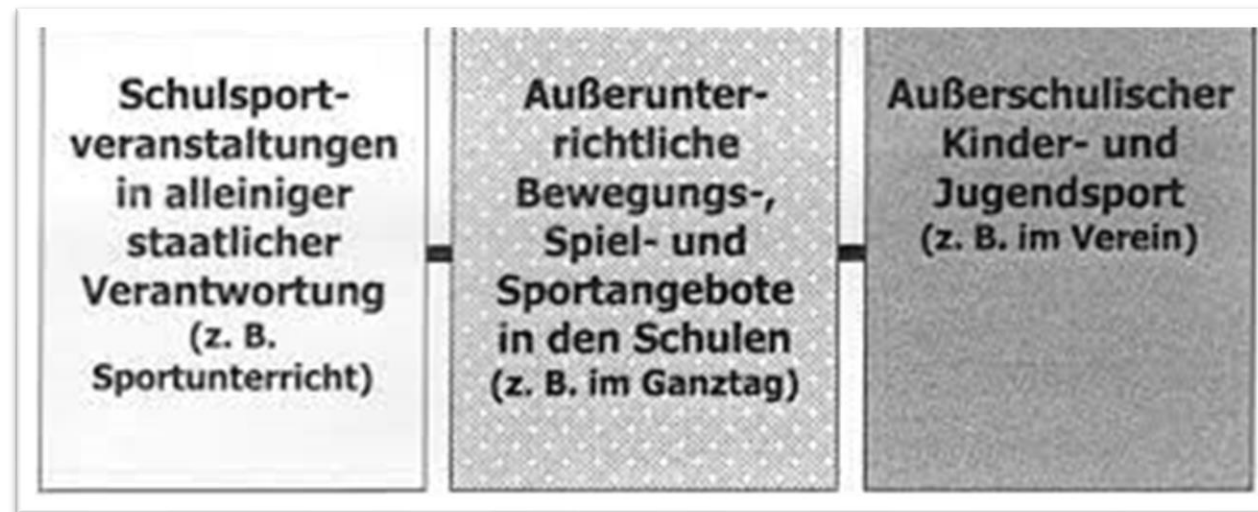 Schulsport-
veranstaltungen
in alleiniger
staatlicher
Verantwortung
(z. B.
Sportunterricht)
Außerunter-
richtliche
Bewegungs-,
Spiel- und
Sportangebote
in den Schulen
(z. B. im Ganztag)
Außerschulischer
Kinder- und
Jugendsport
(z. B. im Verein)